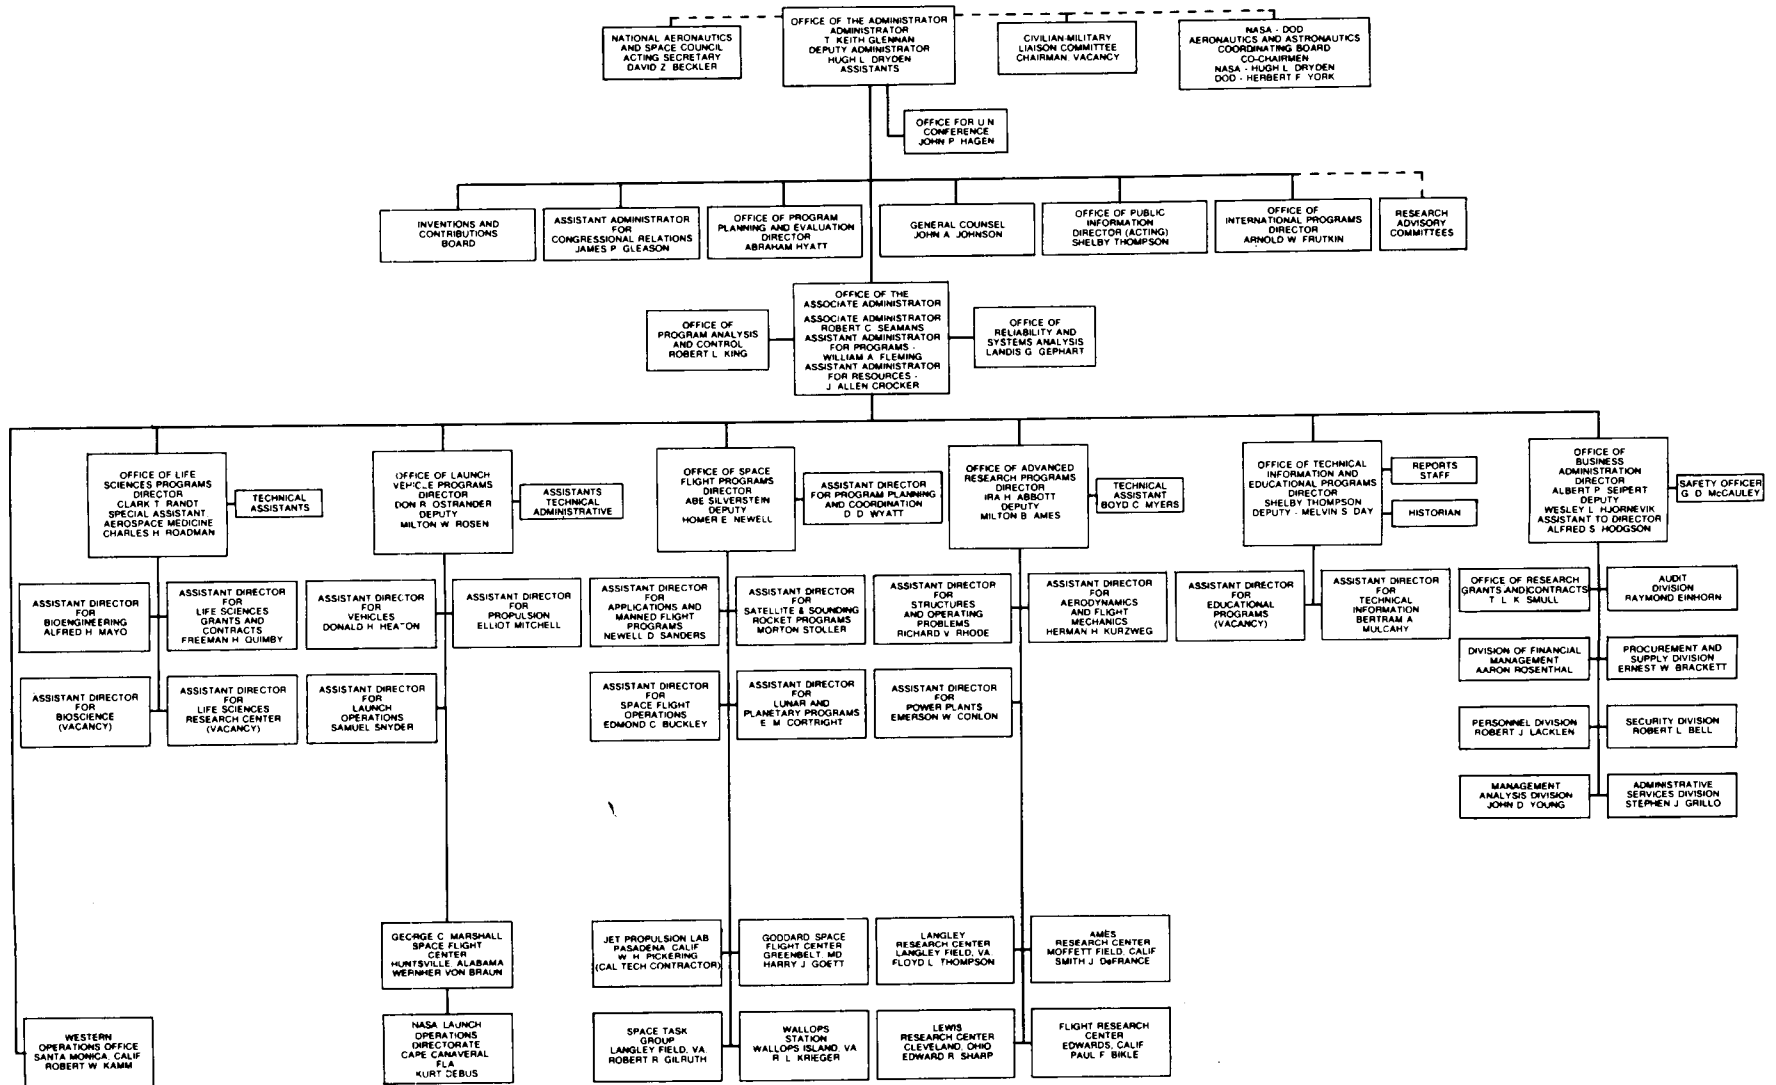 OFFICE OF THE ADMINISTRATOR
ADMINISTRATOR
T. KEITH GLENNAN
DEPUTY ADMINISTRATOR
HUGH L. DRYDEN
ASSISTANTS
NATIONAL AERONAUTICS
AND SPACE COUNCIL
ACTING SECRETARY
DAVID Z. BECKLER
CIVILIAN-MILITARY
LIAISON COMMITTEE
CHAIRMAN, VACANCY
NASA - DOD
AERONAUTICS AND ASTRONAUTICS
COORDINATING BOARD
CO-CHAIRMEN
NASA - HUGH L. DRYDEN
DOD - HERBERT F. YORK
OFFICE FOR U N
CONFERENCE
JOHN P. HAGEN
INVENTIONS AND
CONTRIBUTIONS
BOARD
ASSISTANT ADMINISTRATOR
FOR
CONGRESSIONAL RELATIONS
JAMES P. GLEASON
OFFICE OF PROGRAM
PLANNING AND EVALUATION
DIRECTOR
ABRAHAM HYATT
GENERAL COUNSEL
JOHN A. JOHNSON
OFFICE OF PUBLIC
INFORMATION
DIRECTOR (ACTING)
SHELBY THOMPSON
OFFICE OF
INTERNATIONAL PROGRAMS
DIRECTOR
ARNOLD W. FRUTKIN
RESEARCH
ADVISORY
COMMITTEES
OFFICE OF
PROGRAM ANALYSIS
AND CONTROL
ROBERT L. KING
OFFICE OF THE
ASSOCIATE ADMINISTRATOR
ASSOCIATE ADMINISTRATOR
ROBERT C. SEAMANS
ASSISTANT ADMINISTRATOR
FOR PROGRAMS -
WILLIAM A. FLEMING
ASSISTANT ADMINISTRATOR
FOR RESOURCES -
J. ALLEN CROCKER
OFFICE OF
RELIABILITY AND
SYSTEMS ANALYSIS
LANDIS G. GEPHART
OFFICE OF LIFE
SCIENCES PROGRAMS
DIRECTOR
CLARK T. RANDT
SPECIAL ASSISTANT,
AEROSPACE MEDICINE
CHARLES H. ROADMAN
TECHNICAL
ASSISTANTS
OFFICE OF LAUNCH
VEHICLE PROGRAMS
DIRECTOR
DON R. OSTRANDER
DEPUTY
MILTON W. ROSEN
ASSISTANTS
TECHNICAL
ADMINISTRATIVE
OFFICE OF SPACE
FLIGHT PROGRAMS
DIRECTOR
ABE SILVERSTEIN
DEPUTY
HOMER E. NEWELL
ASSISTANT DIRECTOR
FOR PROGRAM PLANNING
AND COORDINATION
D. D. WYATT
OFFICE OF ADVANCED
RESEARCH PROGRAMS
DIRECTOR
IRA H. ABBOTT
DEPUTY
MILTON B. AMES
TECHNICAL
ASSISTANT
BOYD C. MYERS
OFFICE OF TECHNICAL
INFORMATION AND
EDUCATIONAL PROGRAMS
DIRECTOR
SHELBY THOMPSON
DEPUTY - MELVIN S. DAY
REPORTS
STAFF
HISTORIAN
OFFICE OF
BUSINESS
ADMINISTRATION
DIRECTOR
ALBERT P. SEIPERT
DEPUTY
WESLEY L. HJORNEVIK
ASSISTANT TO DIRECTOR
ALFRED S. HODGSON
SAFETY OFFICER
G. D. McCAULEY
ASSISTANT DIRECTOR
FOR
BIOENGINEERING
ALFRED H. MAYO
ASSISTANT DIRECTOR
FOR
LIFE SCIENCES
GRANTS AND
CONTRACTS
FREEMAN H. QUIMBY
ASSISTANT DIRECTOR
FOR
VEHICLES
DONALD H. HEATON
ASSISTANT DIRECTOR
FOR
PROPULSION
ELLIOT MITCHELL
ASSISTANT DIRECTOR
FOR
APPLICATIONS AND
MANNED FLIGHT
PROGRAMS
NEWELL D. SANDERS
ASSISTANT DIRECTOR
FOR
SATELLITE & SOUNDING
ROCKET PROGRAMS
MORTON STOLLER
ASSISTANT DIRECTOR
FOR
STRUCTURES
AND OPERATING
PROBLEMS
RICHARD V. RHODE
ASSISTANT DIRECTOR
FOR
AERODYNAMICS
AND FLIGHT
MECHANICS
HERMAN H. KURZWEG
ASSISTANT DIRECTOR
FOR
EDUCATIONAL
PROGRAMS
(VACANCY)
ASSISTANT DIRECTOR
FOR
TECHNICAL
INFORMATION
BERTRAM A.
MULCAHY
OFFICE OF RESEARCH
GRANTS AND CONTRACTS
T. L. K. SMULL
AUDIT
DIVISION
RAYMOND EINHORN
ASSISTANT DIRECTOR
FOR
BIOSCIENCE
(VACANCY)
ASSISTANT DIRECTOR
FOR
LIFE SCIENCES
RESEARCH CENTER
(VACANCY)
ASSISTANT DIRECTOR
FOR
LAUNCH
OPERATIONS
SAMUEL SNYDER
ASSISTANT DIRECTOR
FOR
SPACE FLIGHT
OPERATIONS
EDMOND C. BUCKLEY
ASSISTANT DIRECTOR
FOR
LUNAR AND
PLANETARY PROGRAMS
E. M. CORTRIGHT
ASSISTANT DIRECTOR
FOR
POWER PLANTS
EMERSON W. CONLON
DIVISION OF FINANCIAL
MANAGEMENT
AARON ROSENTHAL
PROCUREMENT AND
SUPPLY DIVISION
ERNEST W. BRACKETT
PERSONNEL DIVISION
ROBERT J. LACKLEN
SECURITY DIVISION
ROBERT L. BELL
MANAGEMENT
ANALYSIS DIVISION
JOHN D. YOUNG
ADMINISTRATIVE
SERVICES DIVISION
STEPHEN J. GRILLO
GEORGE C. MARSHALL
SPACE FLIGHT
CENTER
HUNTSVILLE, ALABAMA
WERNHER VON BRAUN
JET PROPULSION LAB
PASADENA, CALIF
W. H. PICKERING
(CAL TECH CONTRACTOR)
GODDARD SPACE
FLIGHT CENTER
GREENBELT, MD
HARRY J. GOETT
LANGLEY
RESEARCH CENTER
LANGLEY FIELD, VA.
FLOYD L. THOMPSON
AMES
RESEARCH CENTER
MOFFETT FIELD, CALIF
SMITH J. DeFRANCE
WESTERN
OPERATIONS OFFICE
SANTA MONICA, CALIF
ROBERT W. KAMM
NASA LAUNCH
OPERATIONS
DIRECTORATE
CAPE CANAVERAL
FLA
KURT DEBUS
SPACE TASK
GROUP
LANGLEY FIELD, VA.
ROBERT R. GILRUTH
WALLOPS
STATION
WALLOPS ISLAND, VA
R. L. KRIEGER
LEWIS
RESEARCH CENTER
CLEVELAND, OHIO
EDWARD R. SHARP
FLIGHT RESEARCH
CENTER
EDWARDS, CALIF
PAUL F. BIKLE